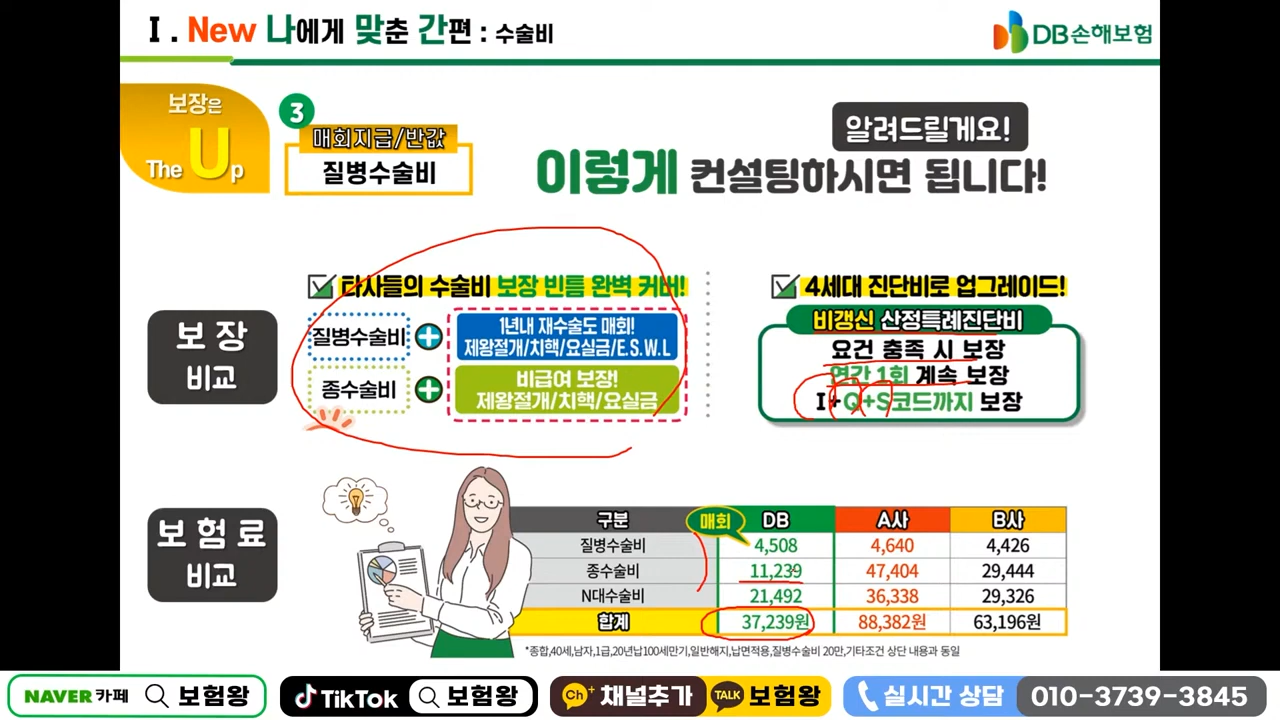 I. New 나에게 맞춘 간편 : 수술비
DB손해보험
보장은
The Up
3
매회지급/반값
질병수술비
알려드릴게요!
이렇게 컨설팅하시면 됩니다!
보장
비교
타사들의 수술비 보장 빈틈 완벽 커버!
질병수술비
1년내 재수술도 매회!
제왕절개/치핵/요실금/E.S.W.L
종수술비
비급여 보장!
제왕절개/치핵/요실금
4세대 진단비로 업그레이드!
비갱신 산정특례진단비
요건 충족 시 보장
연간 1회 계속 보장
I+Q+S코드까지 보장
보험료
비교
구분 매회 DB A사 B사
질병수술비 4,508 4,640 4,426
종수술비 11,239 47,404 29,444
N대수술비 21,492 36,338 29,326
합계 37,239원 88,382원 63,196원
*종합,40세,남자,1급,20년납100세만기,일반해지,납면적용,질병수술비 20만,기타조건 상단 내용과 동일
NAVER 카페 보험왕
TikTok 보험왕
Ch+ 채널추가 TALK 보험왕
실시간 상담 010-3739-3845